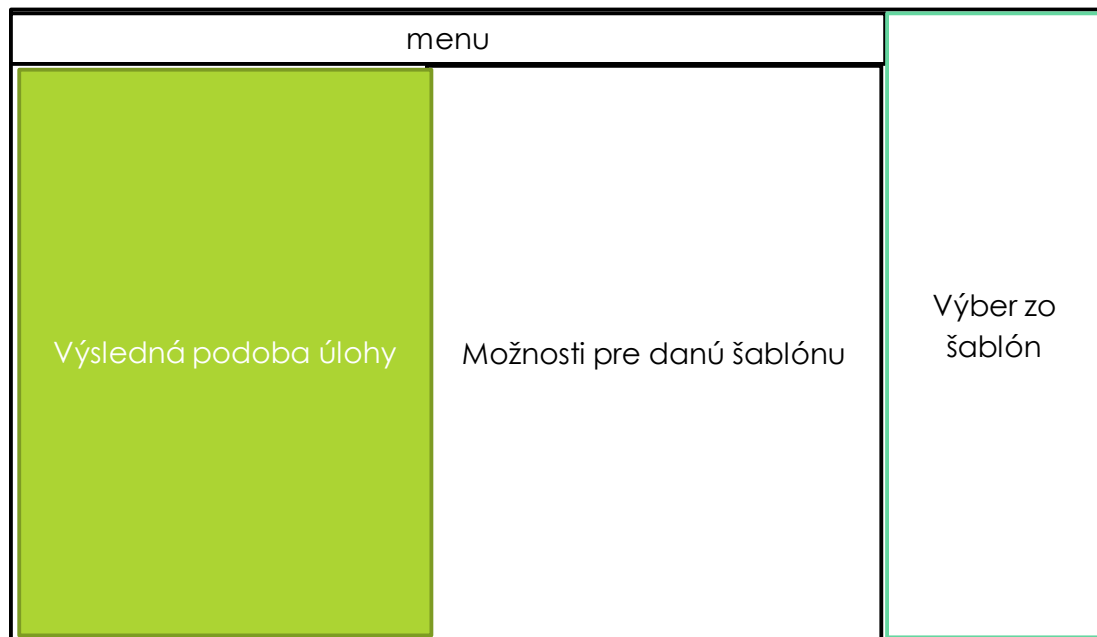 menu
Výsledná podoba úlohy
Možnosti pre danú šablónu
Výber zo
šablón